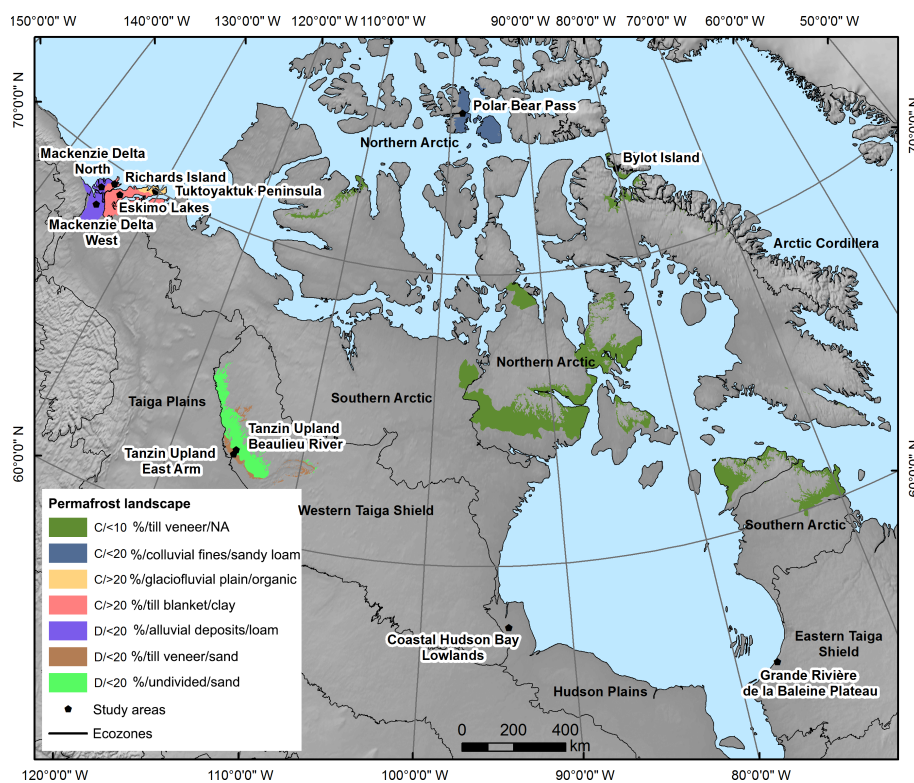 150°0'0" W
140°0'0" W
130°0'0" W
120°0'0" W
110°0'0" W
90°0'0" W
80°0'0" W
70°0'0" W
60°0'0" W
50°0'0" W
70°0'0" N
70°0'0" N
Polar Bear Pass
Northern Arctic
Mackenzie Delta
North
Bylot Island
Richards Island
Tuktoyaktuk Peninsula
Eskimo Lakes
Mackenzie Delta
West
Arctic Cordillera
Northern Arctic
Taiga Plains
Southern Arctic
Tanzin Upland
Beaulieu River
Tanzin Upland
East Arm
60°0'0" N
60°0'0" N
Permafrost landscape
C/<10 %/till veneer/NA
C/<20 %/colluvial fines/sandy loam
C/>20 %/glaciofluvial plain/organic
C/>20 %/till blanket/clay
D/<20 %/alluvial deposits/loam
D/<20 %/till veneer/sand
D/<20 %/undivided/sand
Study areas
Ecozones
Western Taiga Shield
Southern Arctic
Coastal Hudson Bay
Lowlands
Eastern Taiga
Shield
Grande Rivière
de la Baleine Plateau
Hudson Plains
0 200 400
km
120°0'0" W
110°0'0" W
100°0'0" W
90°0'0" W
80°0'0" W